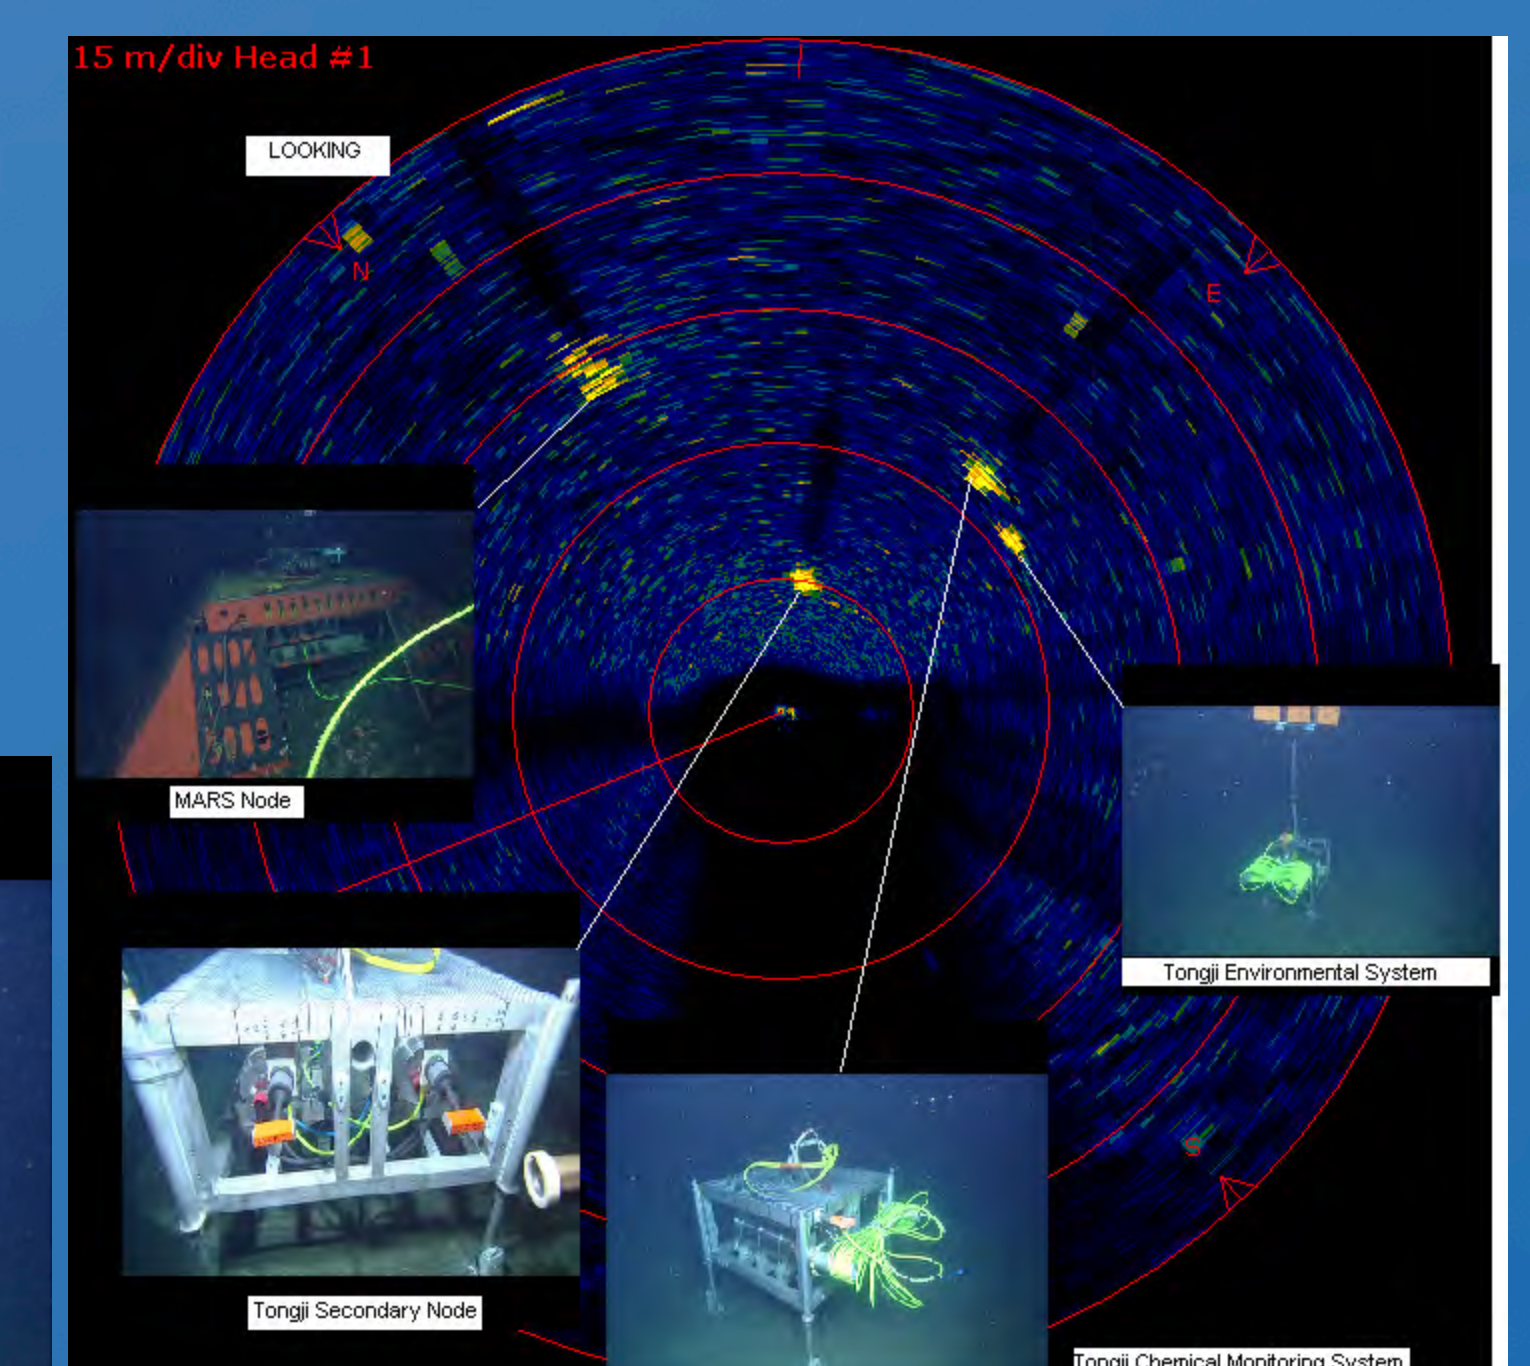 15 m/div Head #1
LOOKING
N
E
MARS Node
Tongji Environmental System
S
Tongji Secondary Node
Tongji Chemical Monitoring System